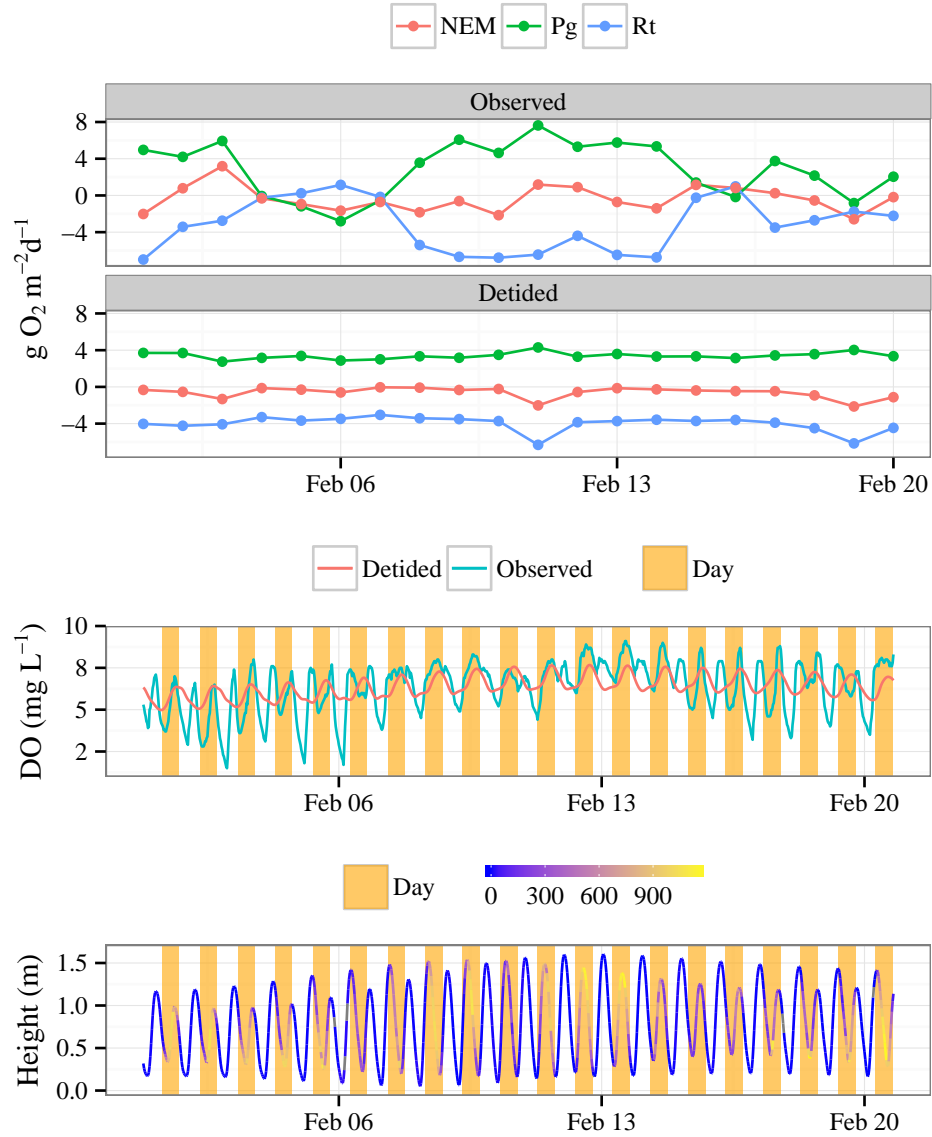 NEM Pg Rt
Observed
8
4
0
−4
Detided
8
4
0
−4
g O₂ m⁻²d⁻¹
Feb 06 Feb 13 Feb 20
Detided Observed Day
10
8
5
2
DO (mg L⁻¹)
Feb 06 Feb 13 Feb 20
Day
0 300 600 900
1.5
1.0
0.5
0.0
Height (m)
Feb 06 Feb 13 Feb 20